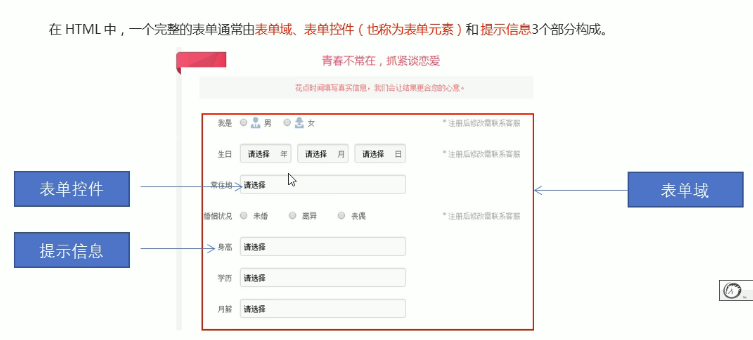 在 HTML 中，一个完整的表单通常由表单域、表单控件（也称为表单元素）和 提示信息3个部分构成。
青春不常在，抓紧谈恋爱
花点时间填写真实信息，我们会让结果更合您的心意。
我是 男 女 *注册后修改需联系客服
生日 请选择 年 请选择 月 请选择 日 *注册后修改需联系客服
表单控件
常住地 请选择
表单域
婚姻状况 未婚 离异 丧偶 *注册后修改需联系客服
提示信息
身高 请选择
学历 请选择
月薪 请选择